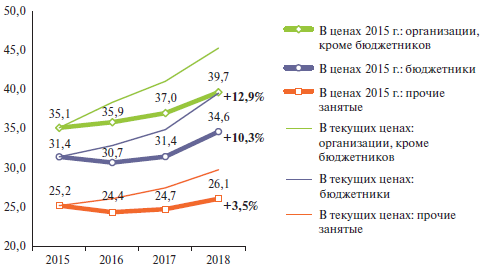 50,0
45,0
40,0
35,0
30,0
25,0
20,0
35,1
35,9
37,0
39,7
+12,9%
31,4
30,7
31,4
34,6
+10,3%
25,2
24,4
24,7
26,1
+3,5%
2015
2016
2017
2018
В ценах 2015 г.: организации,
кроме бюджетников
В ценах 2015 г.: бюджетники
В ценах 2015 г.: прочие
занятые
В текущих ценах:
организации, кроме
бюджетников
В текущих ценах:
бюджетники
В текущих ценах: прочие
занятые